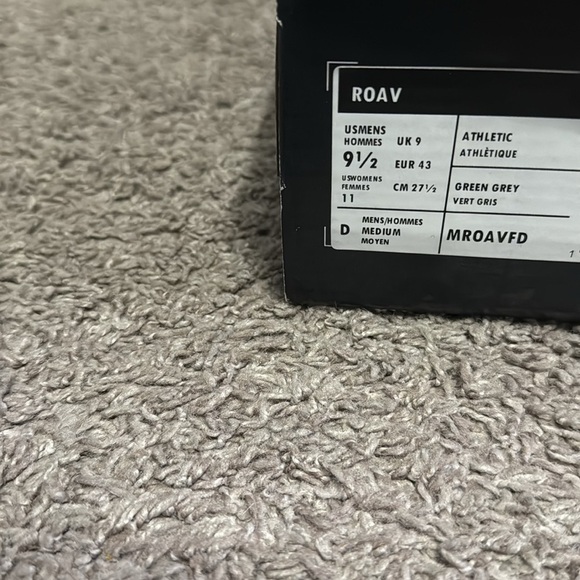 ROAV
USMENS
HOMMES
9½
UK 9
EUR 43
USWOMENS
FEMMES
11
CM 27½
D
MENS/HOMMES
MEDIUM
MOYEN
ATHLETIC
ATHLÈTIQUE
GREEN GREY
VERT GRIS
MROAVFD